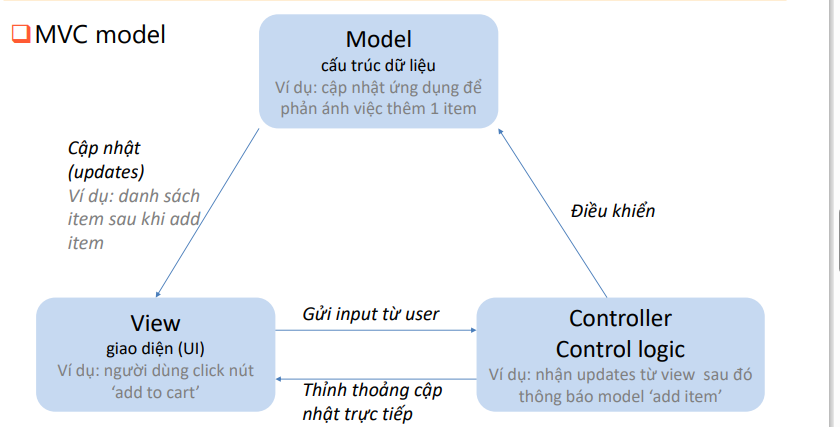 MVC model
Model
cấu trúc dữ liệu
Ví dụ: cập nhật ứng dụng để
phản ánh việc thêm 1 item
Cập nhật
(updates)
Ví dụ: danh sách
item sau khi add
item
Điều khiển
View
giao diện (UI)
Ví dụ: người dùng click nút
‘add to cart’
Gửi input từ user
Thỉnh thoảng cập
nhật trực tiếp
Controller
Control logic
Ví dụ: nhận updates từ view sau đó
thông báo model ‘add item’